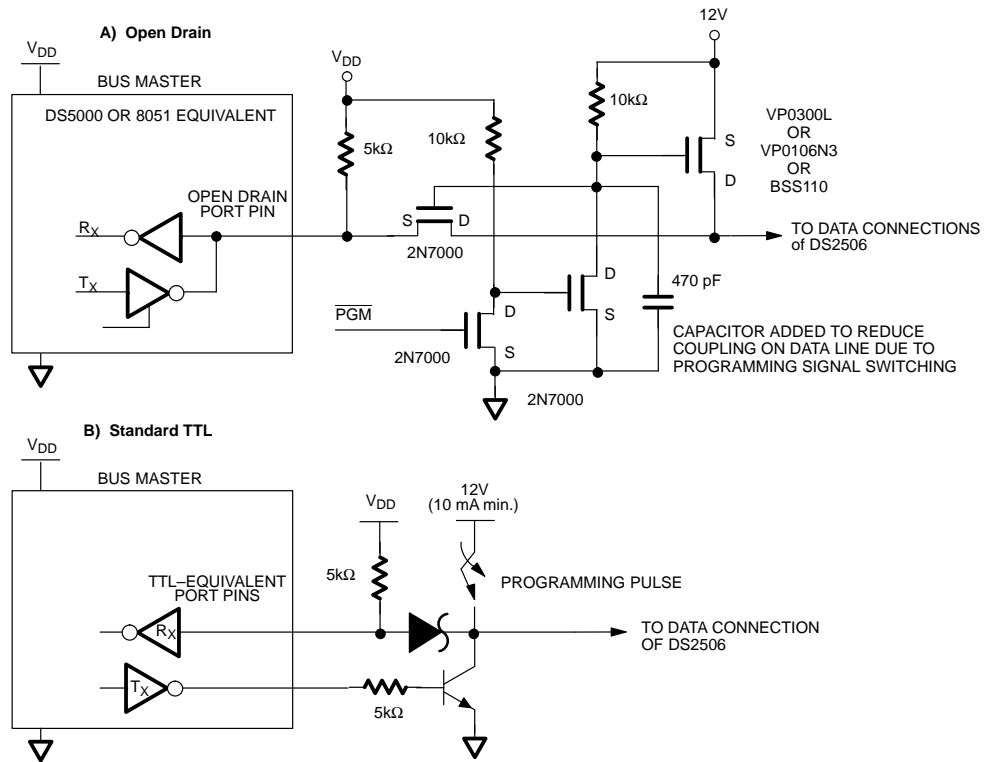 A) Open Drain
VDD
BUS MASTER
DS5000 OR 8051 EQUIVALENT
OPEN DRAIN
PORT PIN
RX
TX
VDD
5kΩ
10kΩ
S
D
2N7000
PGM
D
S
2N7000
10kΩ
D
S
2N7000
12V
S
D
VP0300L
OR
VP0106N3
OR
BSS110
TO DATA CONNECTIONS
of DS2506
470 pF
CAPACITOR ADDED TO REDUCE
COUPLING ON DATA LINE DUE TO
PROGRAMMING SIGNAL SWITCHING
B) Standard TTL
VDD
BUS MASTER
TTL–EQUIVALENT
PORT PINS
RX
TX
VDD
5kΩ
5kΩ
12V
(10 mA min.)
PROGRAMMING PULSE
TO DATA CONNECTION
OF DS2506